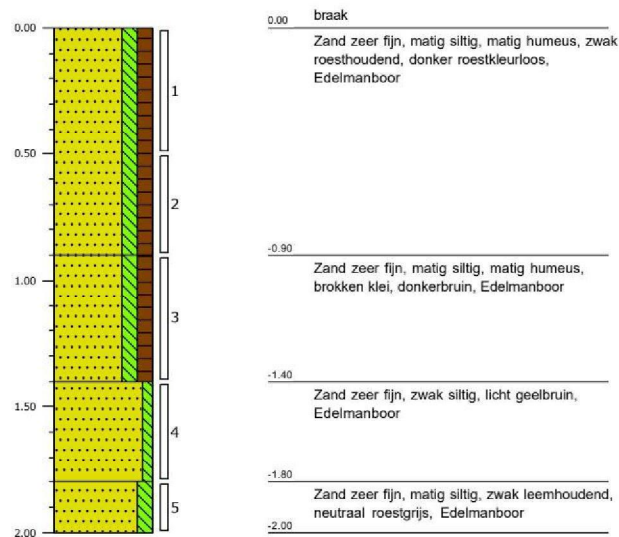 braak
0.00
0.00
Zand zeer fijn, matig siltig, matig humeus, zwak
roesthoudend, donker roestkleurloos,
Edelmanboor
1
0.50
2
-0.90
Zand zeer fijn, matig siltig, matig humeus,
brokken klei, donkerbruin, Edelmanboor
1.00
3
-1.40
Zand zeer fijn, zwak siltig, licht geelbruin,
Edelmanboor
1.50
4
-1.80
Zand zeer fijn, matig siltig, zwak leemhoudend,
neutraal roestgrijs, Edelmanboor
5
2.00
-2.00